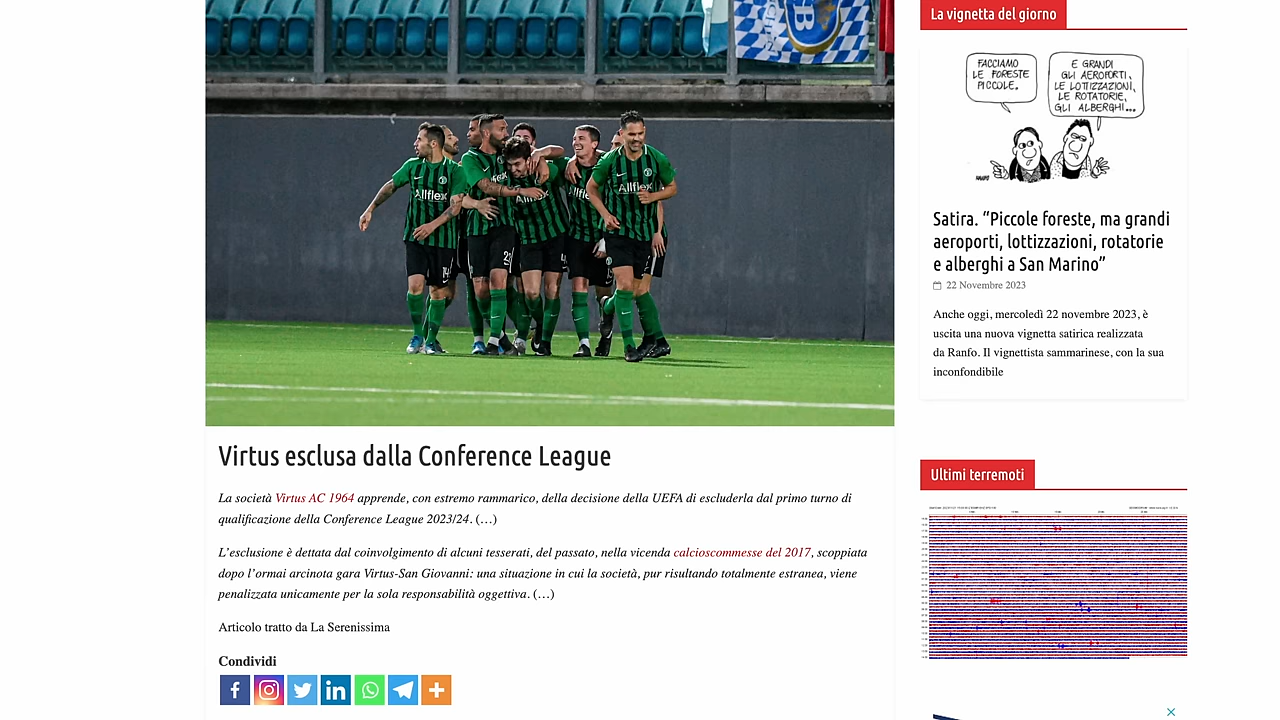 Allflex
Allflex
Virtus esclusa dalla Conference League
La società Virtus AC 1964 apprende, con estremo rammarico, della decisione della UEFA di escluderla dal primo turno di
qualificazione della Conference League 2023/24. (…)
L’esclusione è dettata dal coinvolgimento di alcuni tesserati, del passato, nella vicenda calcioscommesse del 2017, scoppiata
dopo l’ormai arcinota gara Virtus-San Giovanni: una situazione in cui la società, pur risultando totalmente estranea, viene
penalizzata unicamente per la sola responsabilità oggettiva. (…)
Articolo tratto da La Serenissima
Condividi
La vignetta del giorno
FACCIAMO
LE FORESTE
PICCOLE.
E GRANDI
GLI AEROPORTI,
LE LOTTIZZAZIONI,
LE ROTATORIE,
GLI ALBERGHI...
Satira. “Piccole foreste, ma grandi
aeroporti, lottizzazioni, rotatorie
e alberghi a San Marino”
22 Novembre 2023
Anche oggi, mercoledì 22 novembre 2023, è
uscita una nuova vignetta satirica realizzata
da Ranfo. Il vignettista sammarinese, con la sua
inconfondibile
Ultimi terremoti